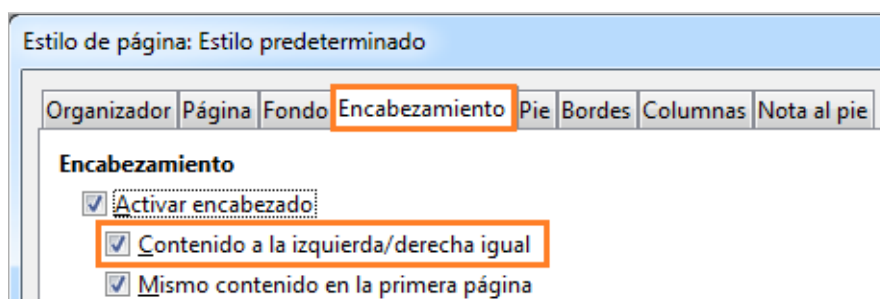 Estilo de página: Estilo predeterminado
Organizador Página Fondo Encabezamiento Pie Bordes Columnas Nota al pie
Encabezamiento
Activar encabezado
Contenido a la izquierda/derecha igual
Mismo contenido en la primera página